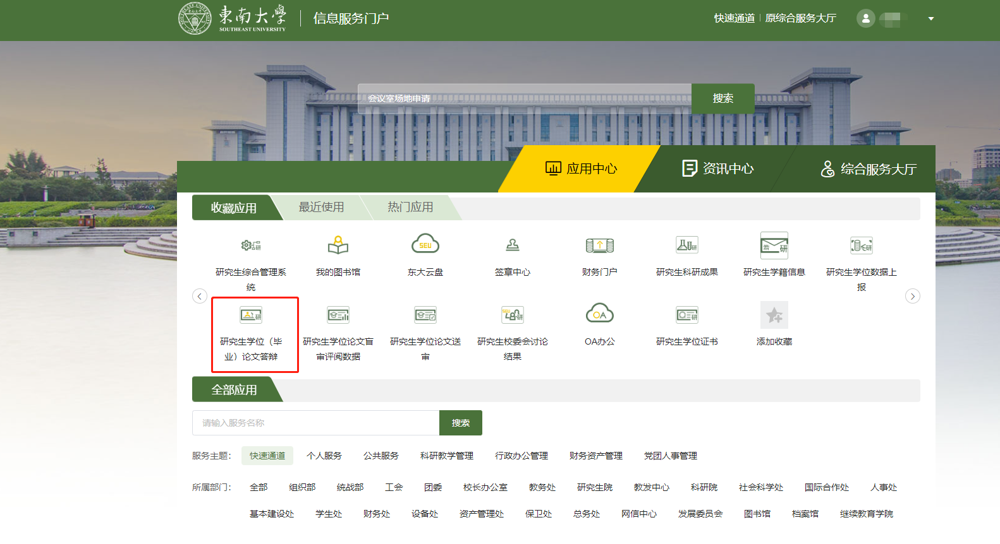 東南大學
SOUTHEAST UNIVERSITY
信息服务门户
快速通道
原综合服务大厅
会议室场地申请
搜索
应用中心
资讯中心
综合服务大厅
收藏应用
最近使用
热门应用
研究生综合管理系
统
我的图书馆
SEU
东大云盘
签章中心
财务门户
研究生科研成果
研究生学籍信息
研究生学位数据上
报
研究生学位（毕
业）论文答辩
研究生学位论文盲
审评阅数据
研究生学位论文送
审
研究生校委会讨论
结果
OA
OA办公
研究生学位证书
添加收藏
全部应用
请输入服务名称
搜索
服务主题： 快速通道 个人服务 公共服务 科研教学管理 行政办公管理 财务资产管理 党团人事管理
所属部门： 全部 组织部 统战部 工会 团委 校长办公室 教务处 研究生院 教发中心 科研院 社会科学处 国际合作处 人事处
基本建设处 学生处 财务处 设备处 资产管理处 保卫处 总务处 网信中心 发展委员会 图书馆 档案馆 继续教育学院